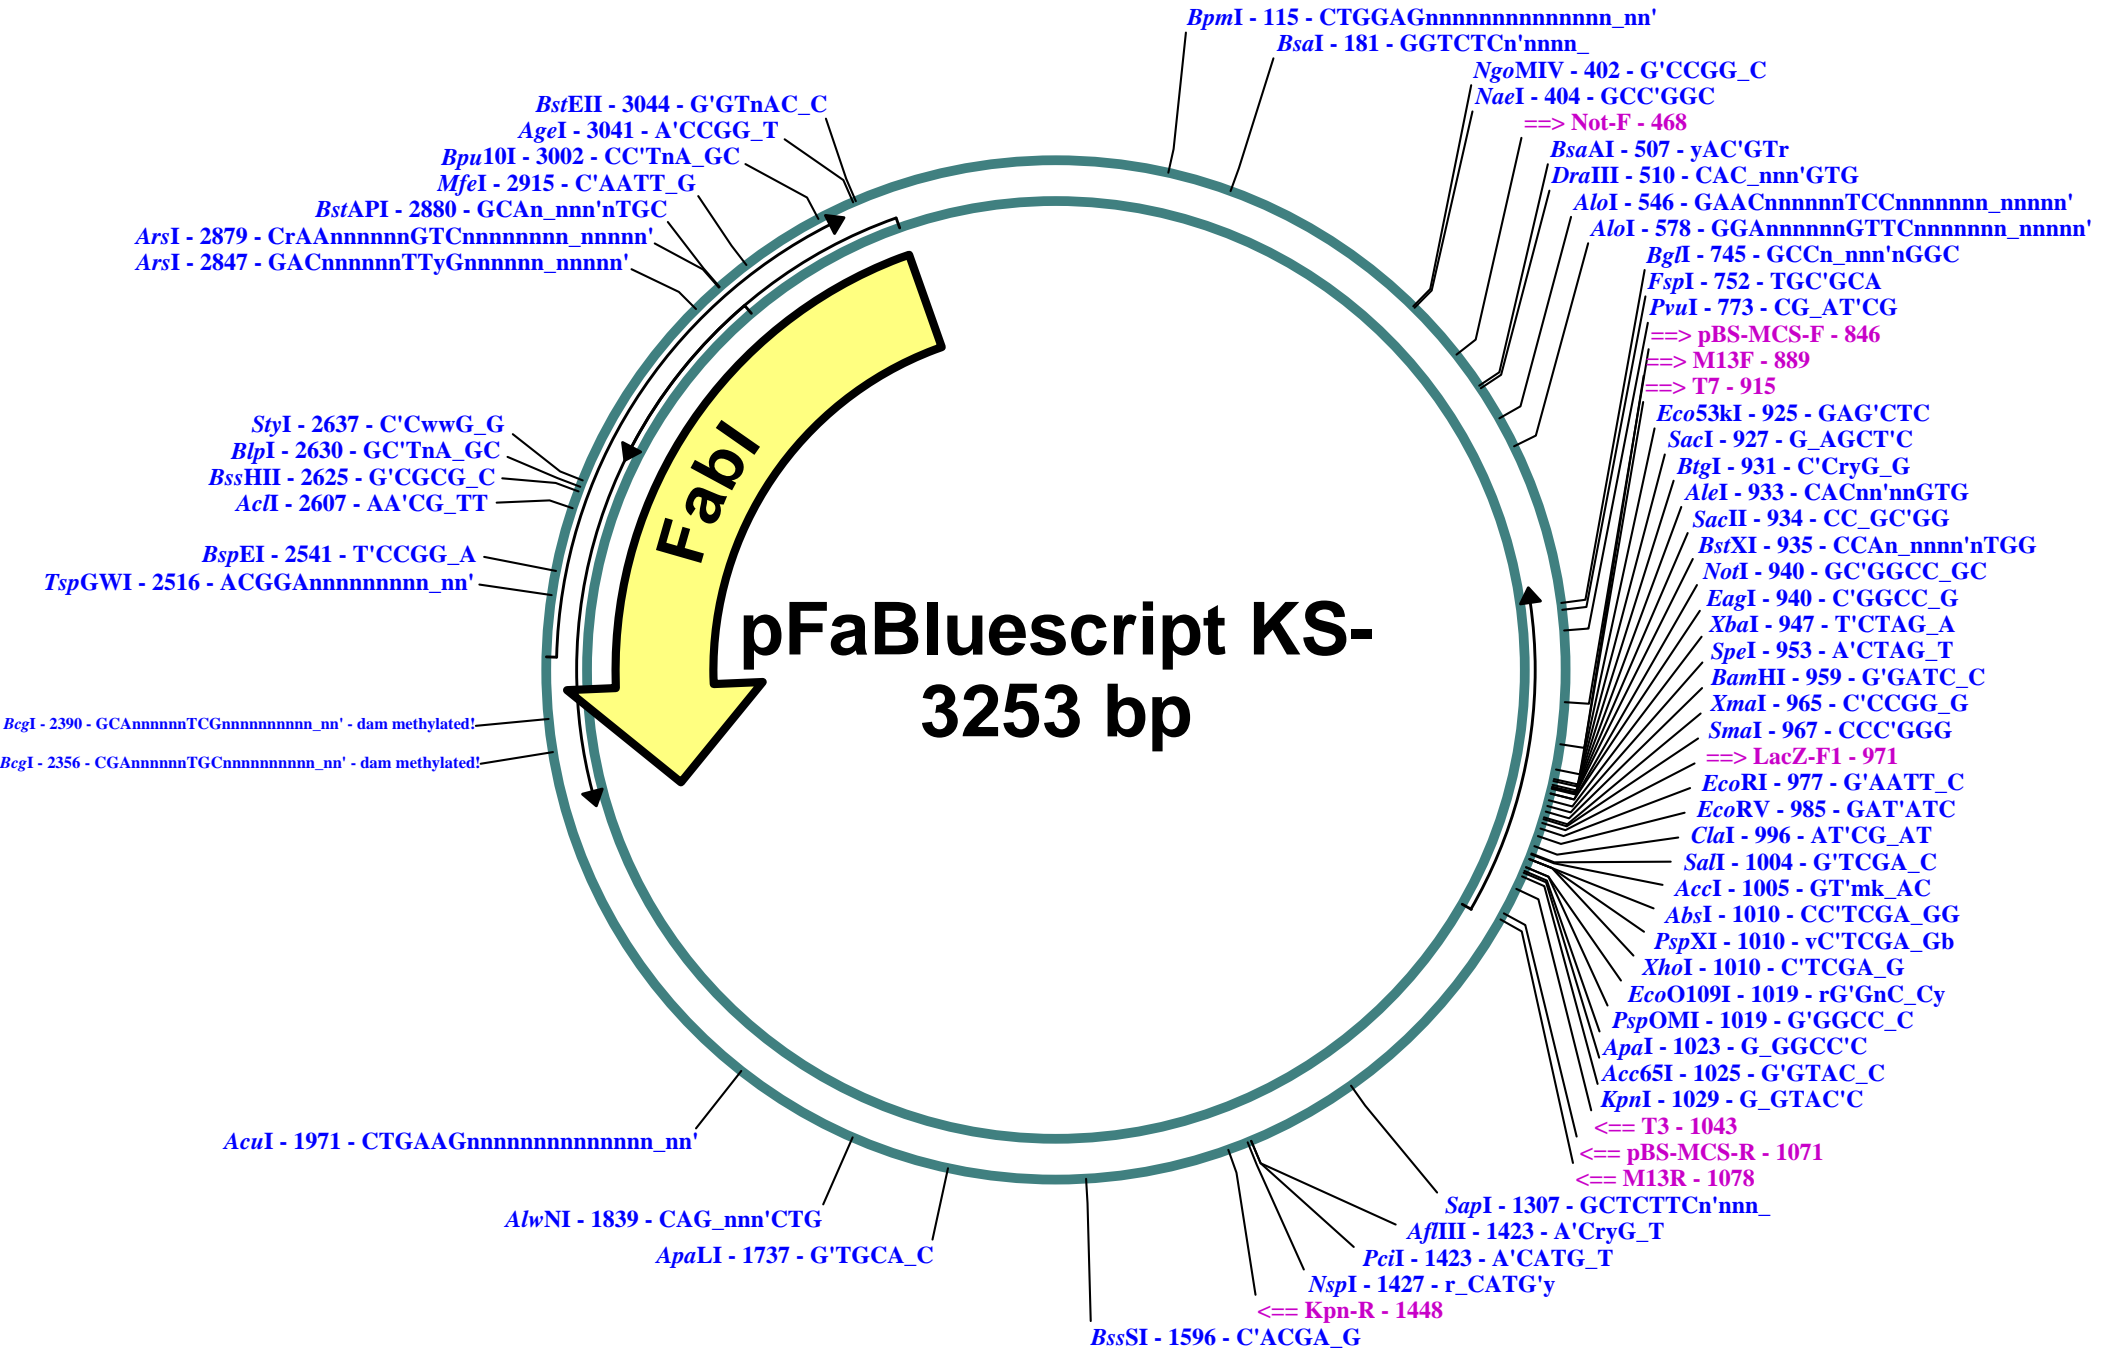 BpmI - 115 - CTGGAGnnnnnnnnnnnnnn_nn'
BsaI - 181 - GGTCTCn'nnnn_
NgoMIV - 402 - G'CCGG_C
NaeI - 404 - GCC'GGC
==> Not-F - 468
BsaAI - 507 - yAC'GTr
DraIII - 510 - CAC_nnn'GTG
AloI - 546 - GAACnnnnnnTCCnnnnnnn_nnnnn'
AloI - 578 - GGAnnnnnnGTTCnnnnnnn_nnnnn'
BglI - 745 - GCCn_nnn'nGGC
FspI - 752 - TGC'GCA
PvuI - 773 - CG_AT'CG
==> pBS-MCS-F - 846
==> M13F - 889
==> T7 - 915
Eco53kI - 925 - GAG'CTC
SacI - 927 - G_AGCT'C
BtgI - 931 - C'CryG_G
AleI - 933 - CACnn'nnGTG
SacII - 934 - CC_GC'GG
BstXI - 935 - CCAn_nnnn'nTGG
NotI - 940 - GC'GGCC_GC
EagI - 940 - C'GGCC_G
XbaI - 947 - T'CTAG_A
SpeI - 953 - A'CTAG_T
BamHI - 959 - G'GATC_C
XmaI - 965 - C'CCGG_G
SmaI - 967 - CCC'GGG
==> LacZ-F1 - 971
EcoRI - 977 - G'AATT_C
EcoRV - 985 - GAT'ATC
ClaI - 996 - AT'CG_AT
SalI - 1004 - G'TCGA_C
AccI - 1005 - GT'mk_AC
AbsI - 1010 - CC'TCGA_GG
PspXI - 1010 - vC'TCGA_Gb
XhoI - 1010 - C'TCGA_G
EcoO109I - 1019 - rG'GnC_Cy
PspOMI - 1019 - G'GGCC_C
ApaI - 1023 - G_GGCC'C
Acc65I - 1025 - G'GTAC_C
KpnI - 1029 - G_GTAC'C
<== T3 - 1043
<== pBS-MCS-R - 1071
<== M13R - 1078
SapI - 1307 - GCTCTTCn'nnn_
AflIII - 1423 - A'CryG_T
PciI - 1423 - A'CATG_T
NspI - 1427 - r_CATG'y
<== Kpn-R - 1448
BssSI - 1596 - C'ACGA_G
ApaLI - 1737 - G'TGCA_C
AlwNI - 1839 - CAG_nnn'CTG
AcuI - 1971 - CTGAAGnnnnnnnnnnnnnn_nn'
BcgI - 2356 - CGAnnnnnnTGCnnnnnnnnnn_nn' - dam methylated!
BcgI - 2390 - GCAnnnnnnTCGnnnnnnnnnn_nn' - dam methylated!
TspGWI - 2516 - ACGGAnnnnnnnnn_nn'
BspEI - 2541 - T'CCGG_A
AclI - 2607 - AA'CG_TT
BssHII - 2625 - G'CGCG_C
BlpI - 2630 - GC'TnA_GC
StyI - 2637 - C'CwwG_G
ArsI - 2847 - GACnnnnnnTTyGnnnnnn_nnnnn'
ArsI - 2879 - CrAAnnnnnnGTCnnnnnnnn_nnnnn'
BstAPI - 2880 - GCAn_nnn'nTGC
MfeI - 2915 - C'AATT_G
Bpu10I - 3002 - CC'TnA_GC
AgeI - 3041 - A'CCGG_T
BstEII - 3044 - G'GTnAC_C
FabI
pFaBluescript KS-
3253 bp